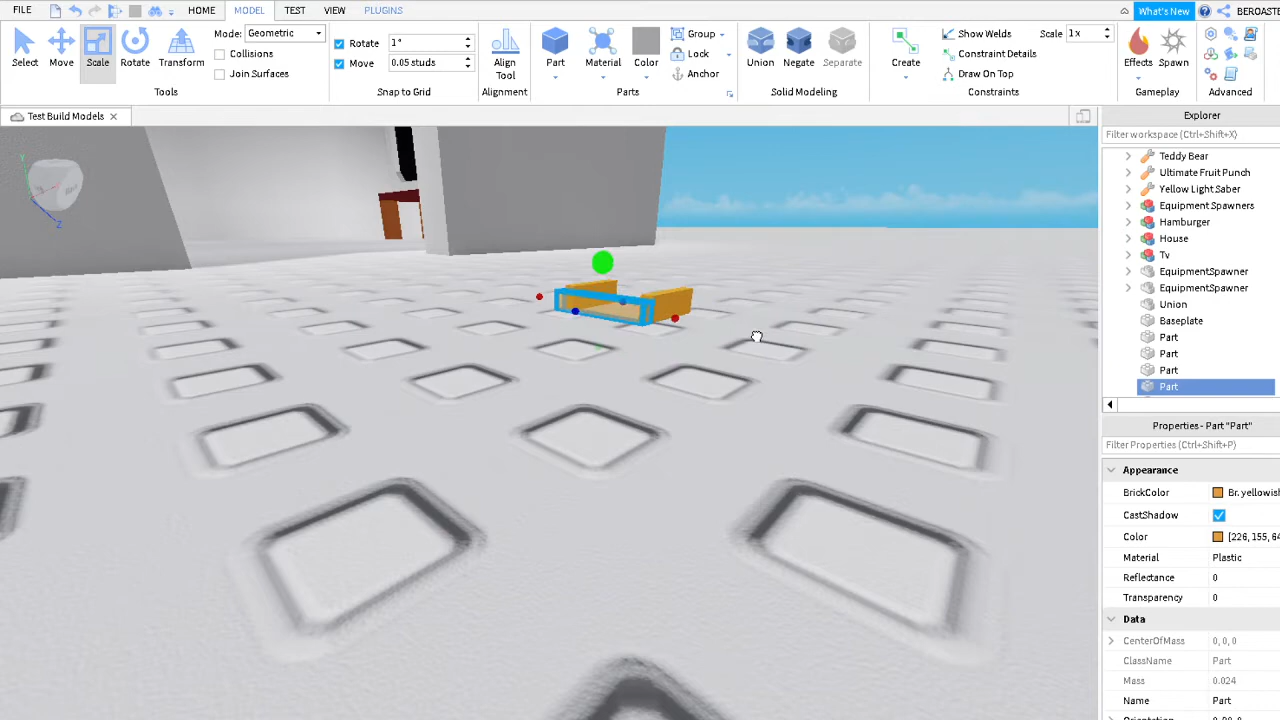 FILE HOME MODEL TEST VIEW PLUGINS What's New BEROASTE
Select Move Scale Rotate Transform
Mode: Geometric
Collisions
Join Surfaces
Tools
Rotate 1°
Move 0.05 studs
Snap to Grid
Align Tool
Alignment
Part Material Color
Group
Lock
Anchor
Parts
Union Negate Separate
Solid Modeling
Create
Show Welds Scale 1x
Constraint Details
Draw On Top
Constraints
Effects Spawn
Gameplay
Advanced
Test Build Models
Explorer
Filter workspace (Ctrl+Shift+X)
Teddy Bear
Ultimate Fruit Punch
Yellow Light Saber
Equipment Spawners
Hamburger
House
Tv
EquipmentSpawner
EquipmentSpawner
Union
Baseplate
Part
Part
Part
Part
Properties - Part "Part"
Filter Properties (Ctrl+Shift+P)
Appearance
BrickColor Br. yellowish
CastShadow
Color [226, 155, 64
Material Plastic
Reflectance 0
Transparency 0
Data
CenterOfMass 0, 0, 0
ClassName Part
Mass 0.024
Name Part
Y
Z